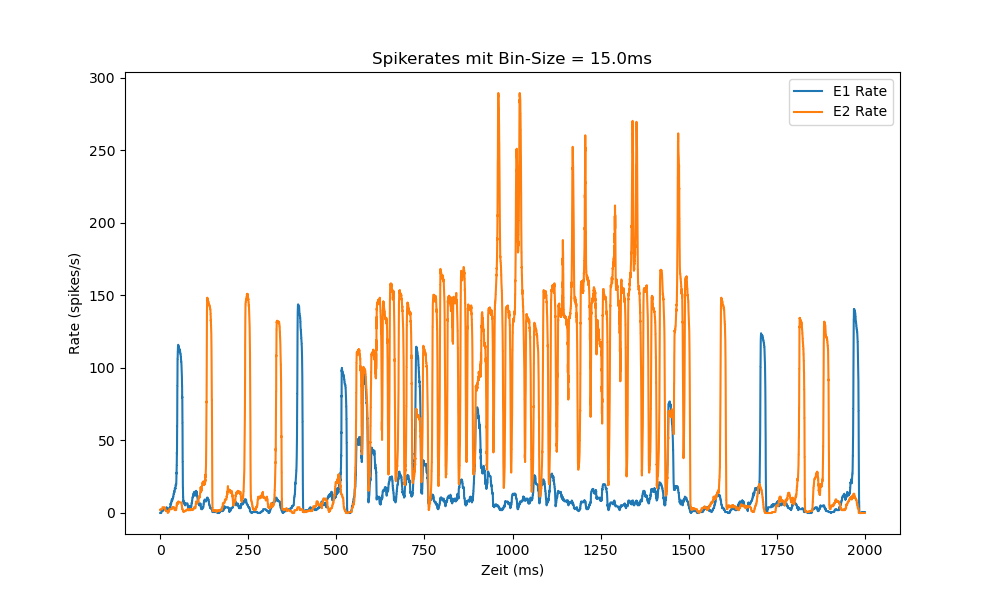 Spikerates mit Bin-Size = 15.0ms
E1 Rate
E2 Rate
300
250
200
150
100
50
0
Rate (spikes/s)
0 250 500 750 1000 1250 1500 1750 2000
Zeit (ms)